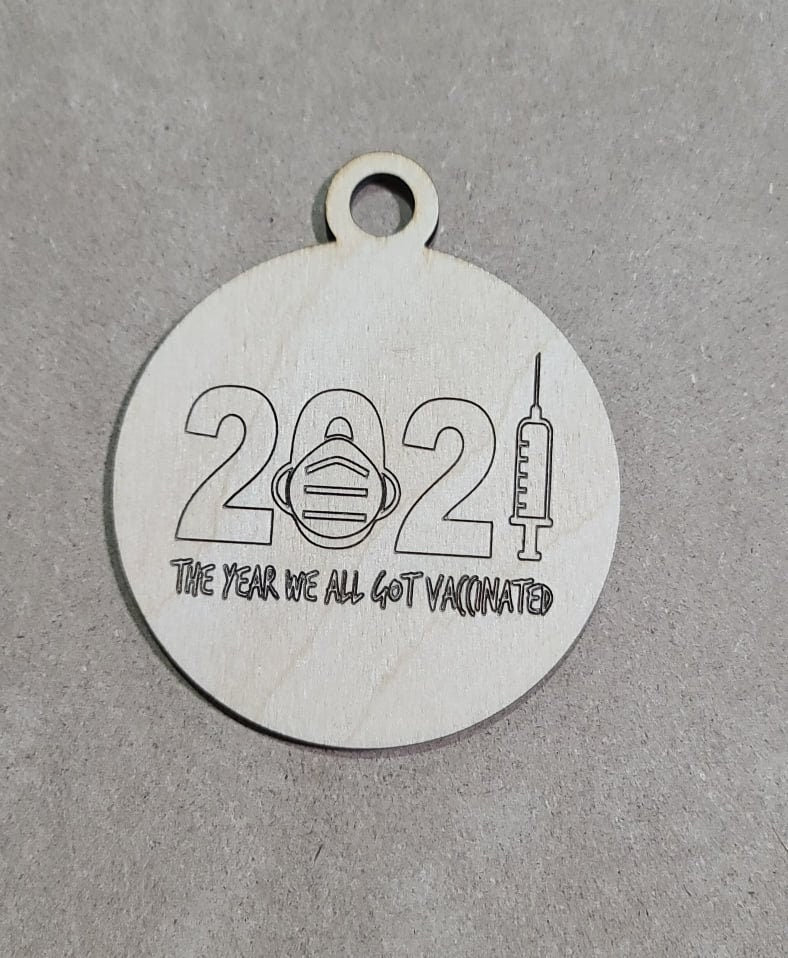 2021
THE YEAR WE ALL GOT VACCINATED